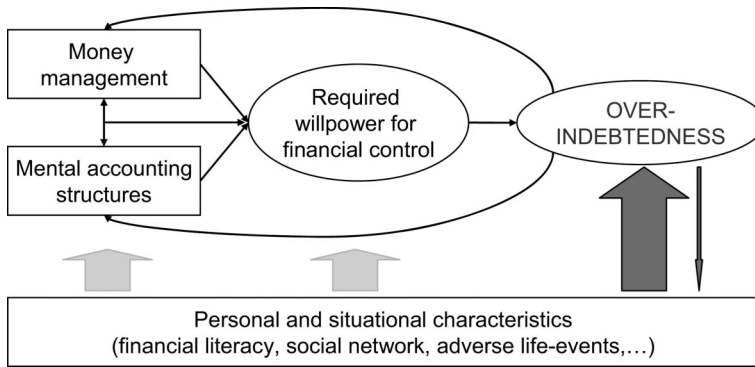 Money
management
Required
willpower for
financial control
OVER-
INDEBTEDNESS
Mental accounting
structures
Personal and situational characteristics
(financial literacy, social network, adverse life-events,…)